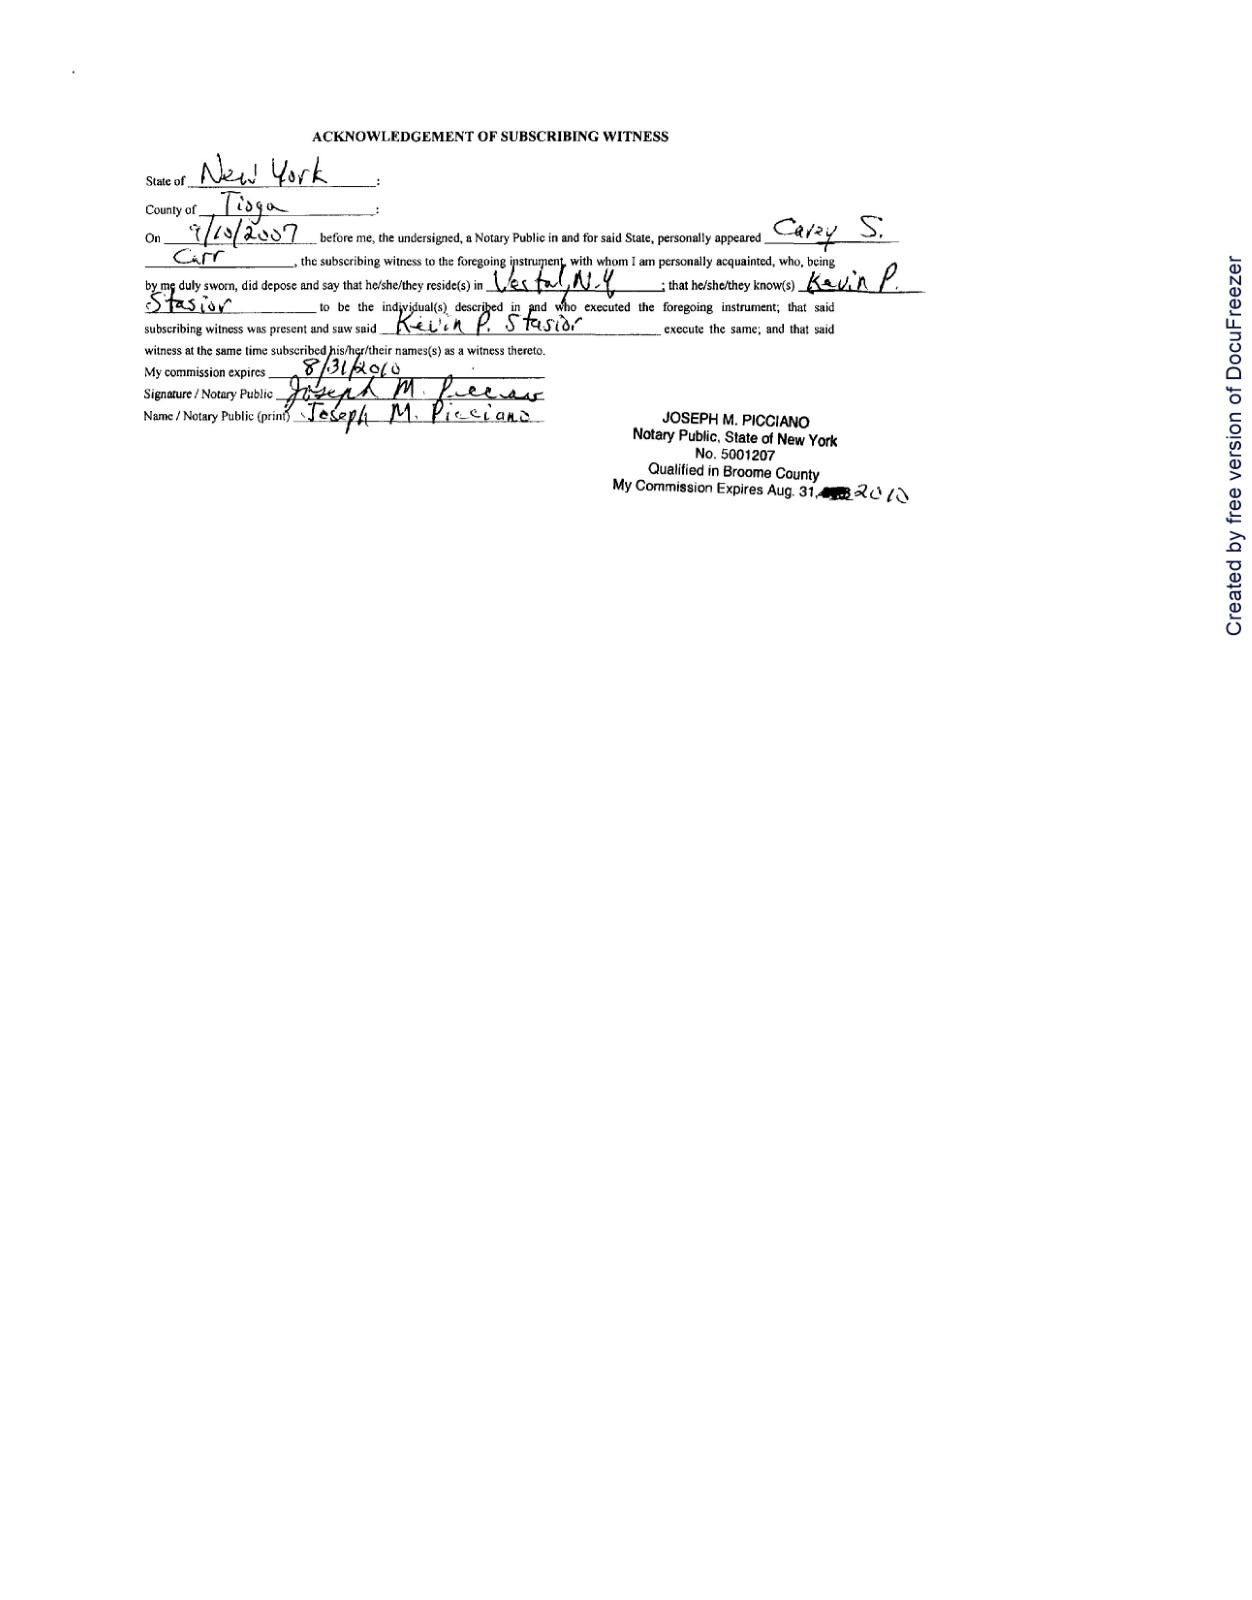 ACKNOWLEDGEMENT OF SUBSCRIBING WITNESS
State of New York :
County of Tioga :
On 9/10/2007 before me, the undersigned, a Notary Public in and for said State, personally appeared Carey S.
Carr, the subscribing witness to the foregoing instrument, with whom I am personally acquainted, who, being
by me duly sworn, did depose and say that he/she/they reside(s) in Vestal, N.Y ; that he/she/they know(s) Kevin P.
Stasior to be the individual(s) described in and who executed the foregoing instrument; that said
subscribing witness was present and saw said Kevin P. Stasior execute the same; and that said
witness at the same time subscribed his/her/their names(s) as a witness thereto.
My commission expires 8/31/2010
Signature / Notary Public Joseph M. Picciano
Name / Notary Public (print) Joseph M. Picciano
JOSEPH M. PICCIANO
Notary Public, State of New York
No. 5001207
Qualified in Broome County
My Commission Expires Aug. 31, 2010
Created by free version of DocuFreezer